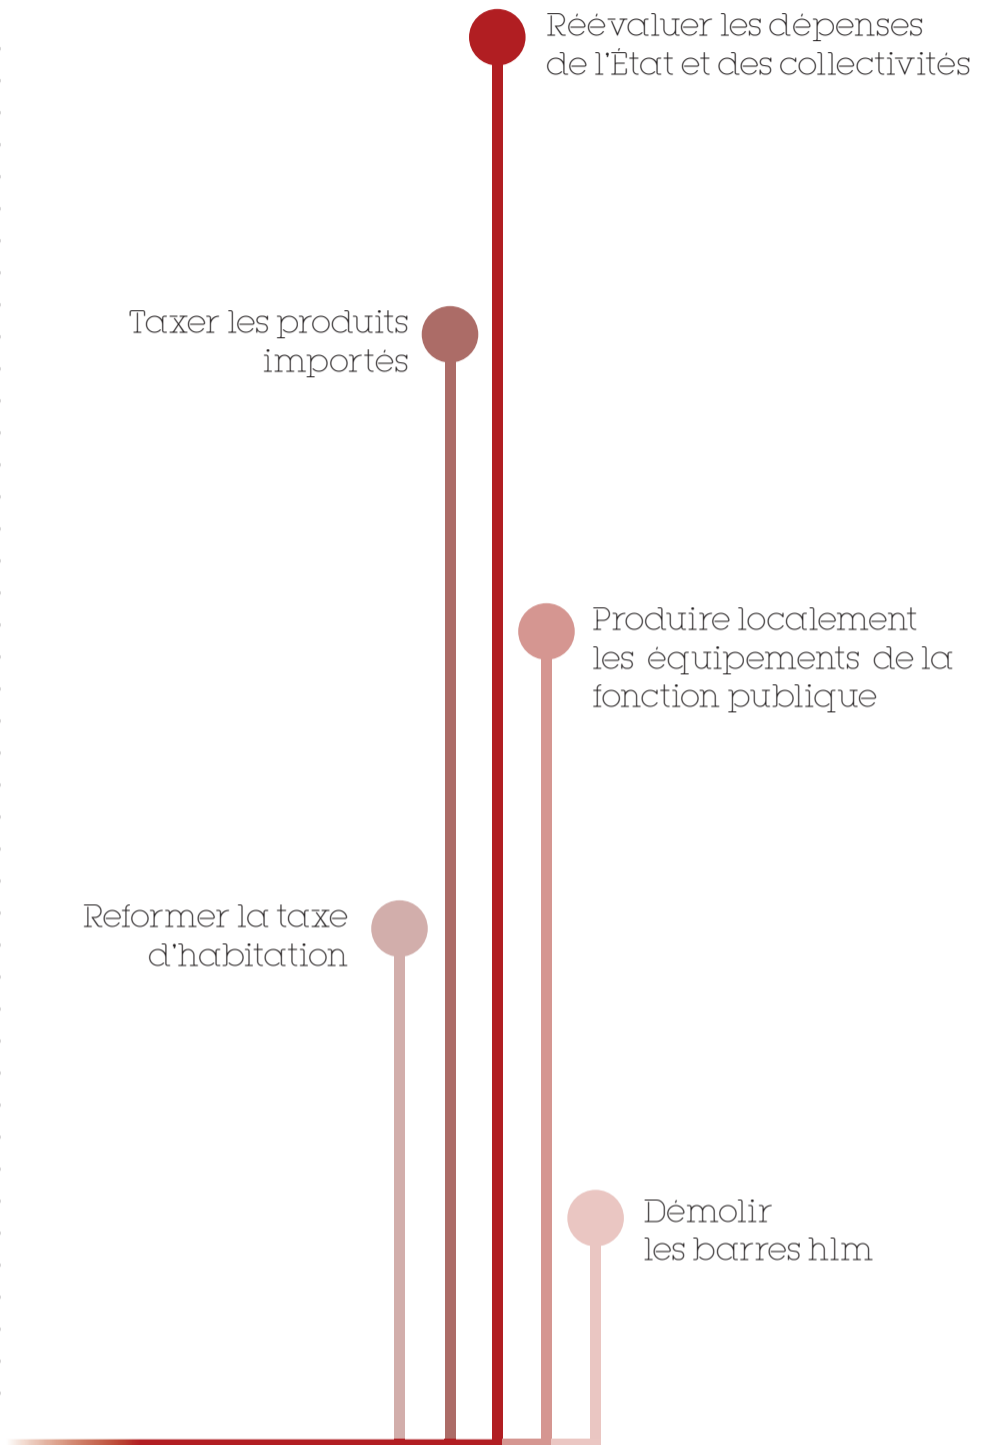 Réévaluer les dépenses
de l'État et des collectivités
Taxer les produits
importés
Produire localement
les équipements de la
fonction publique
Reformer la taxe
d'habitation
Démolir
les barres hlm